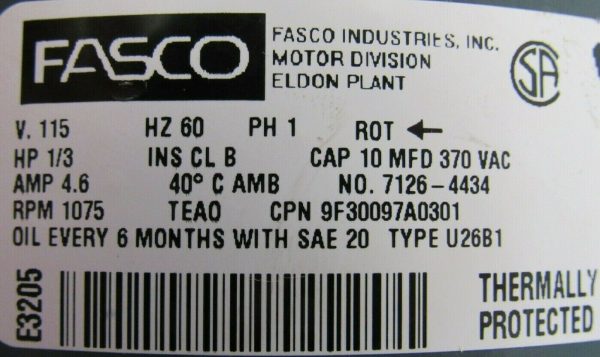 FASCO
FASCO INDUSTRIES, INC.
MOTOR DIVISION
ELDON PLANT
SA
V. 115 HZ 60 PH 1 ROT ←
HP 1/3 INS CL B CAP 10 MFD 370 VAC
AMP 4.6 40° C AMB NO. 7126-4434
RPM 1075 TEAO CPN 9F30097A0301
OIL EVERY 6 MONTHS WITH SAE 20 TYPE U26B1
E3205
THERMALLY
PROTECTED